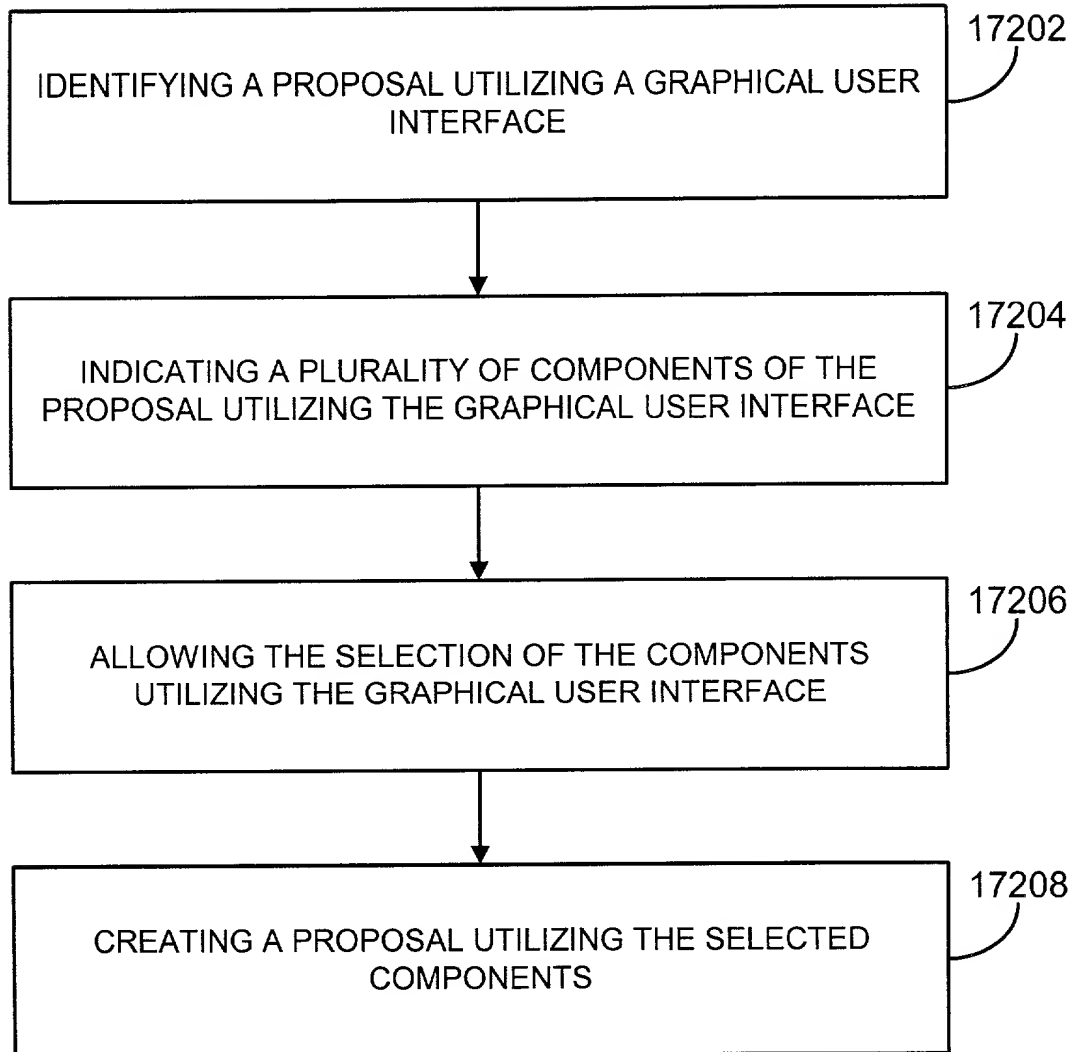 17202
IDENTIFYING A PROPOSAL UTILIZING A GRAPHICAL USER
INTERFACE
17204
INDICATING A PLURALITY OF COMPONENTS OF THE
PROPOSAL UTILIZING THE GRAPHICAL USER INTERFACE
17206
ALLOWING THE SELECTION OF THE COMPONENTS
UTILIZING THE GRAPHICAL USER INTERFACE
17208
CREATING A PROPOSAL UTILIZING THE SELECTED
COMPONENTS